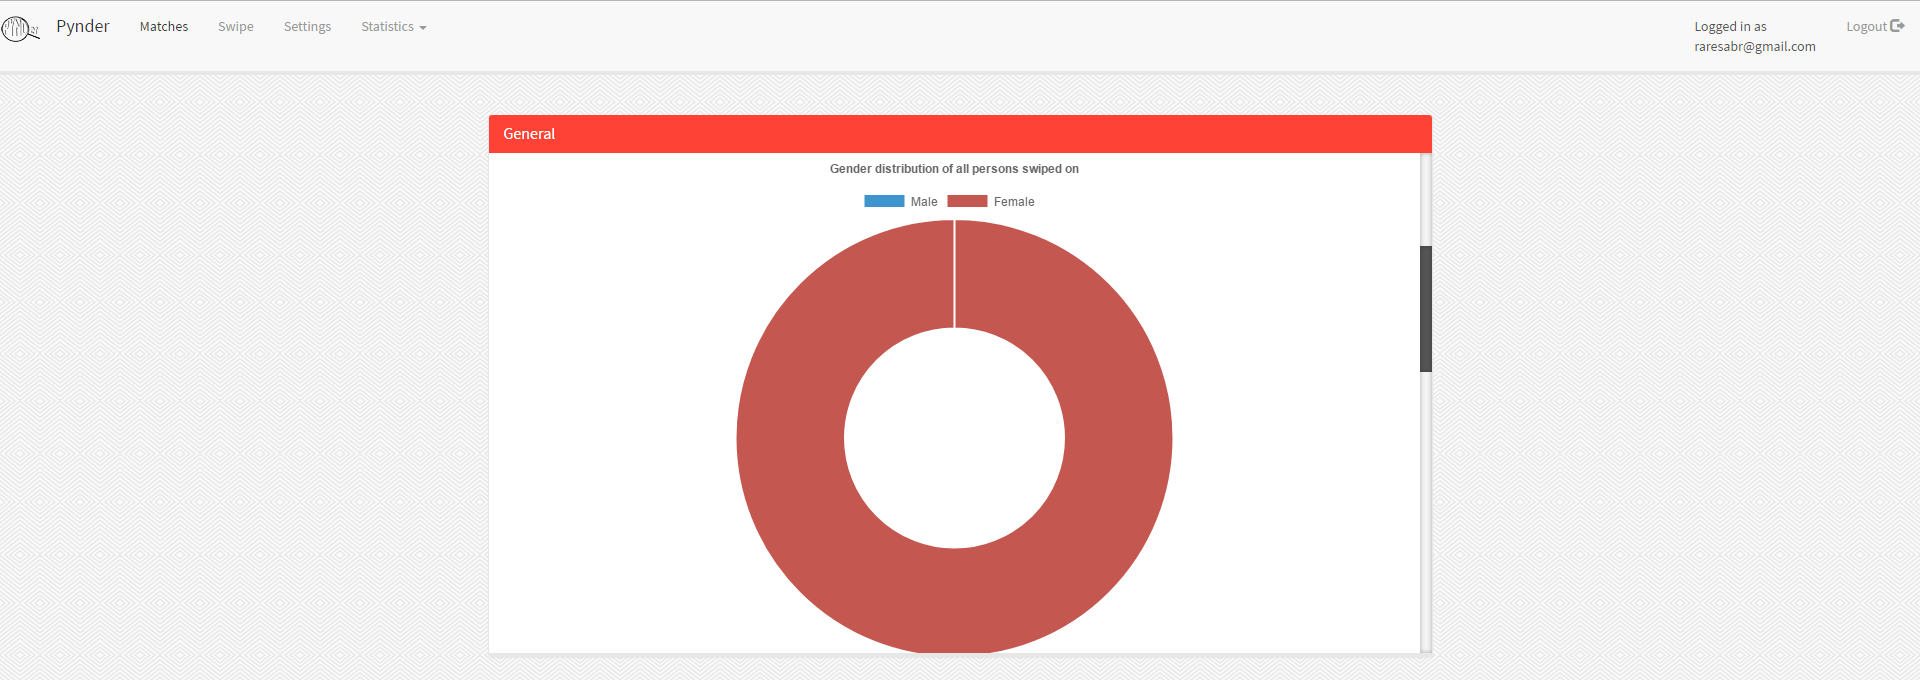 Pynder Matches Swipe Settings Statistics
Logged in as
raresabr@gmail.com
Logout
General
Gender distribution of all persons swiped on
Male Female